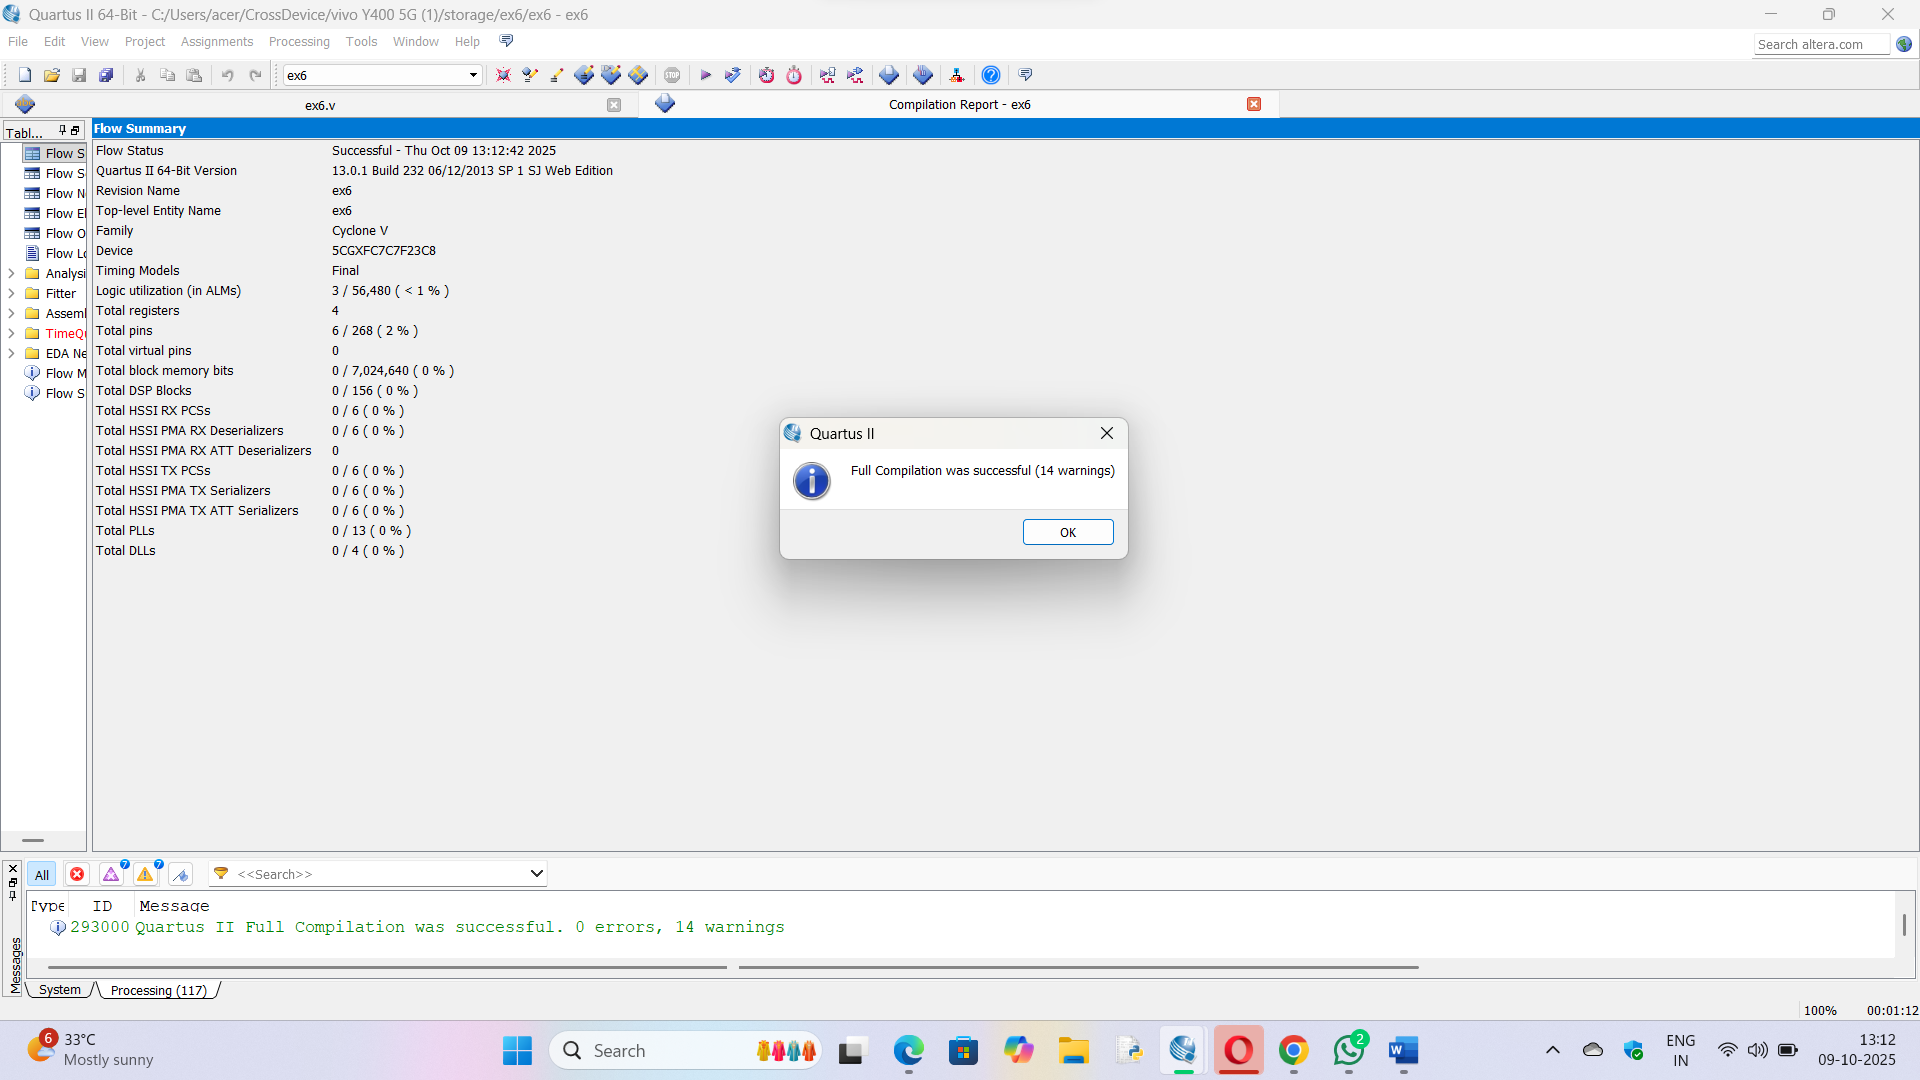 Quartus II 64-Bit - C:/Users/acer/CrossDevice/vivo Y400 5G (1)/storage/ex6/ex6 - ex6
File Edit View Project Assignments Processing Tools Window Help
Search altera.com
ex6
STOP
ex6.v
Compilation Report - ex6
Tabl...
Flow Summary
Flow S
Flow S
Flow N
Flow El
Flow O
Flow Lo
Analysi
Fitter
Assem
TimeQu
EDA Ne
Flow M
Flow S
Flow Status Successful - Thu Oct 09 13:12:42 2025
Quartus II 64-Bit Version 13.0.1 Build 232 06/12/2013 SP 1 SJ Web Edition
Revision Name ex6
Top-level Entity Name ex6
Family Cyclone V
Device 5CGXFC7C7F23C8
Timing Models Final
Logic utilization (in ALMs) 3 / 56,480 ( < 1 % )
Total registers 4
Total pins 6 / 268 ( 2 % )
Total virtual pins 0
Total block memory bits 0 / 7,024,640 ( 0 % )
Total DSP Blocks 0 / 156 ( 0 % )
Total HSSI RX PCSs 0 / 6 ( 0 % )
Total HSSI PMA RX Deserializers 0 / 6 ( 0 % )
Total HSSI PMA RX ATT Deserializers 0
Total HSSI TX PCSs 0 / 6 ( 0 % )
Total HSSI PMA TX Serializers 0 / 6 ( 0 % )
Total HSSI PMA TX ATT Serializers 0 / 6 ( 0 % )
Total PLLs 0 / 13 ( 0 % )
Total DLLs 0 / 4 ( 0 % )
Quartus II
Full Compilation was successful (14 warnings)
OK
All
7
7
<<Search>>
Type ID Message
293000 Quartus II Full Compilation was successful. 0 errors, 14 warnings
Messages
System
Processing (117)
100% 00:01:12
6
33°C
Mostly sunny
Search
2
ENG
IN
13:12
09-10-2025